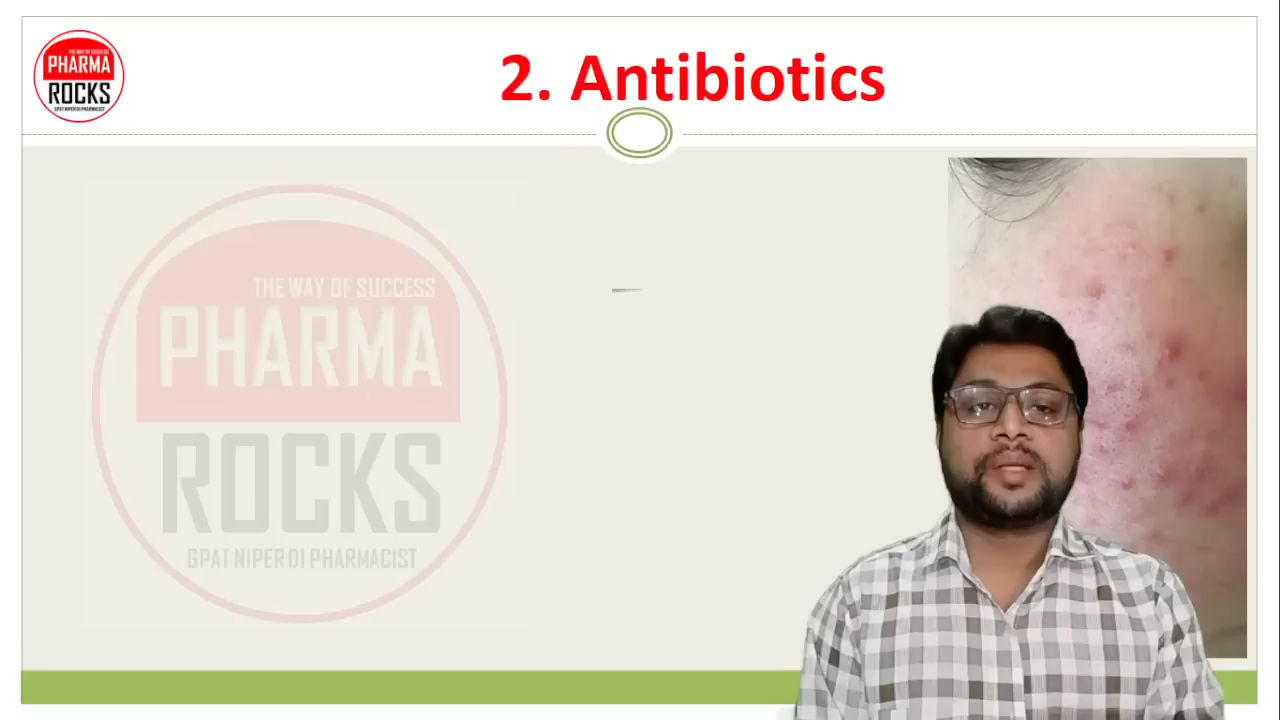 THE WAY OF SUCCESS
PHARMA
ROCKS
GPAT NIPER DI PHARMACIST
2. Antibiotics
THE WAY OF SUCCESS
PHARMA
ROCKS
GPAT NIPER DI PHARMACIST